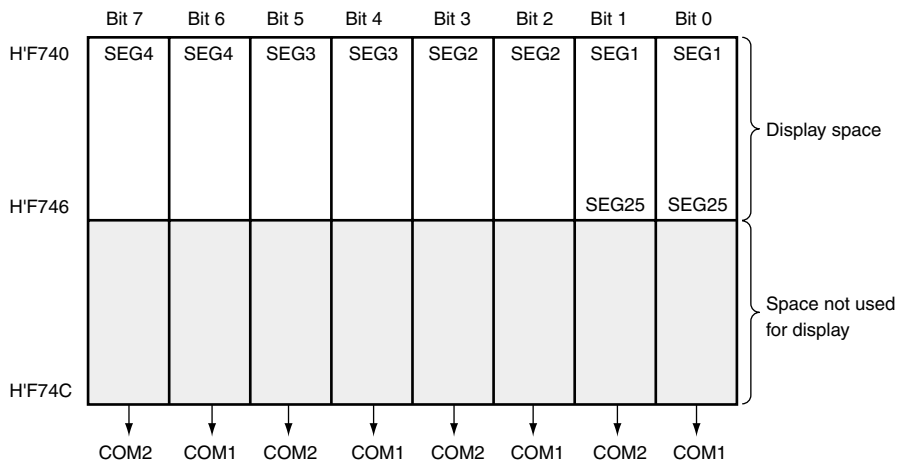 Bit 7 Bit 6 Bit 5 Bit 4 Bit 3 Bit 2 Bit 1 Bit 0
H'F740 SEG4 SEG4 SEG3 SEG3 SEG2 SEG2 SEG1 SEG1
Display space
H'F746 SEG25 SEG25
Space not used
for display
H'F74C
COM2 COM1 COM2 COM1 COM2 COM1 COM2 COM1